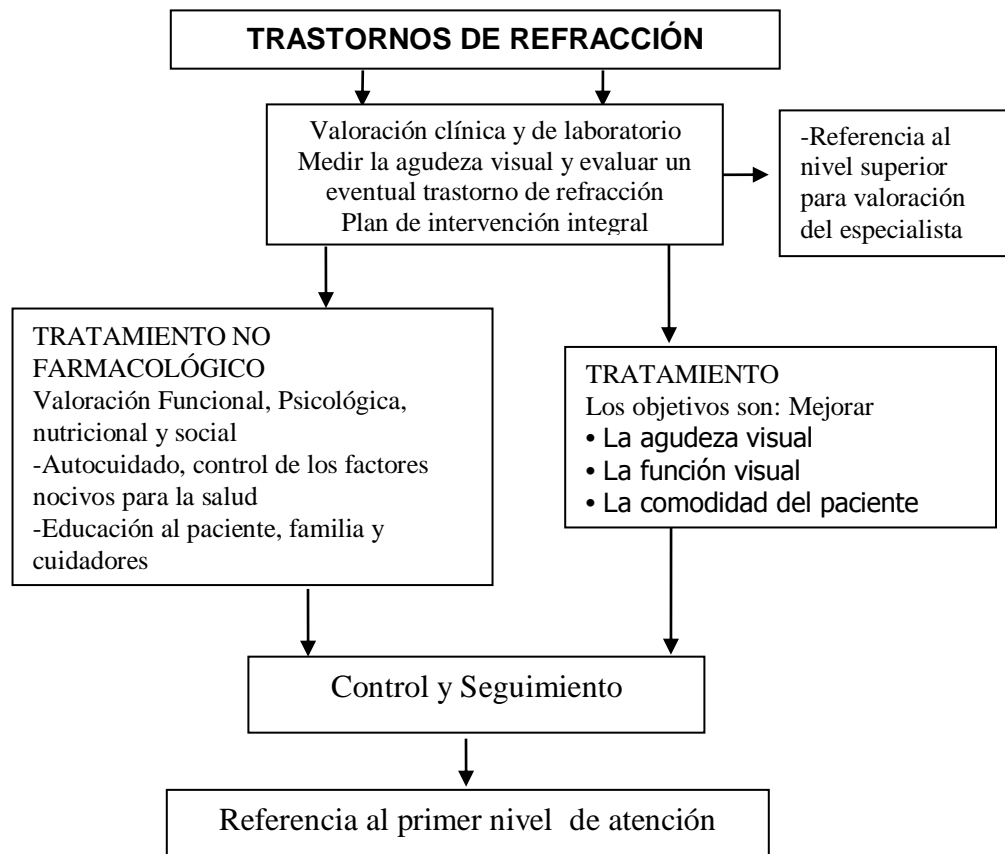 TRASTORNOS DE REFRACCIÓN
Valoración clínica y de laboratorio
Medir la agudeza visual y evaluar un
eventual trastorno de refracción
Plan de intervención integral
-Referencia al
nivel superior
para valoración
del especialista
TRATAMIENTO NO
FARMACOLÓGICO
Valoración Funcional, Psicológica,
nutricional y social
-Autocuidado, control de los factores
nocivos para la salud
-Educación al paciente, familia y
cuidadores
TRATAMIENTO
Los objetivos son: Mejorar
• La agudeza visual
• La función visual
• La comodidad del paciente
Control y Seguimiento
Referencia al primer nivel de atención